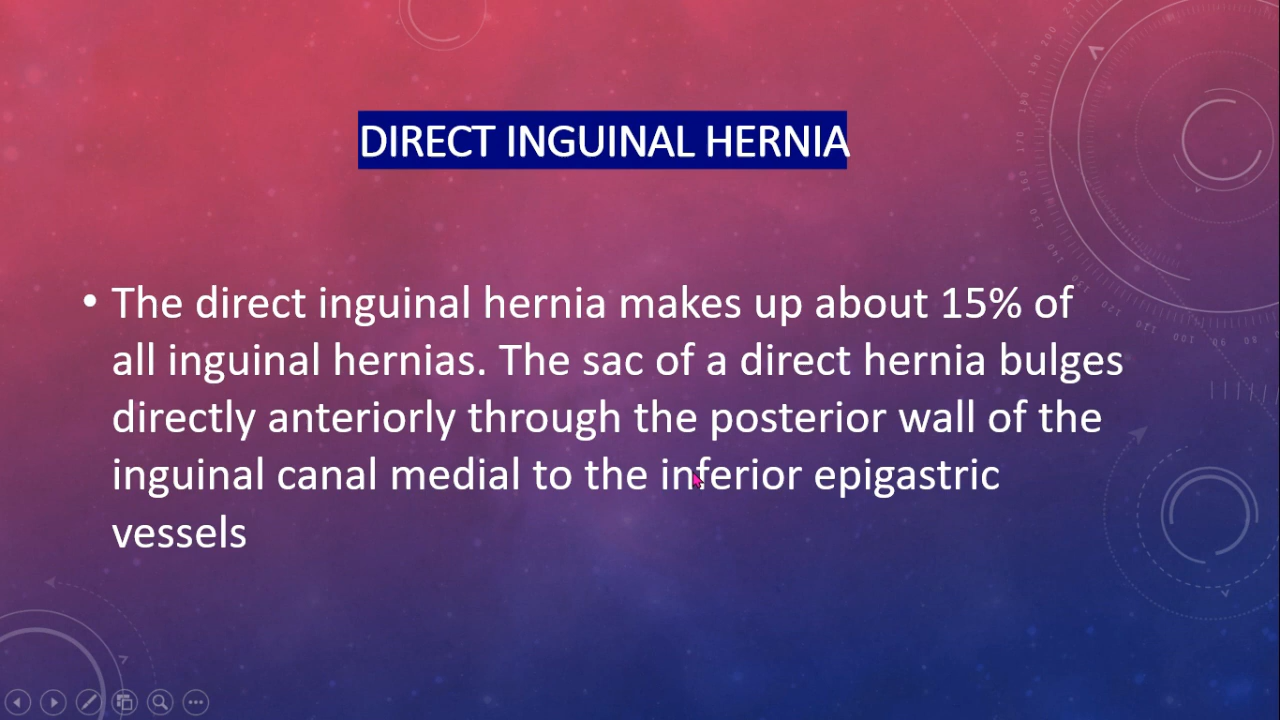 DIRECT INGUINAL HERNIA
• The direct inguinal hernia makes up about 15% of
all inguinal hernias. The sac of a direct hernia bulges
directly anteriorly through the posterior wall of the
inguinal canal medial to the inferior epigastric
vessels